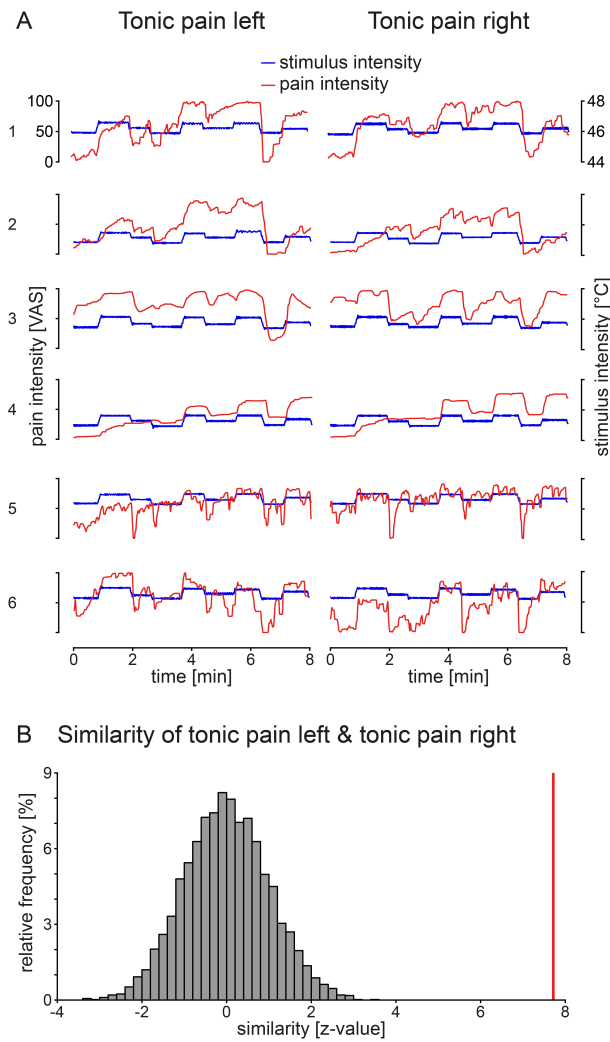 A Tonic pain left Tonic pain right
stimulus intensity
pain intensity
100 48
1 50 46
0 44
2
3
4
5
6
pain intensity [VAS]
stimulus intensity [°C]
0 2 4 6 8 0 2 4 6 8
time [min] time [min]
B Similarity of tonic pain left & tonic pain right
9
6
3
0
relative frequency [%]
-4 -2 0 2 4 6 8
similarity [z-value]